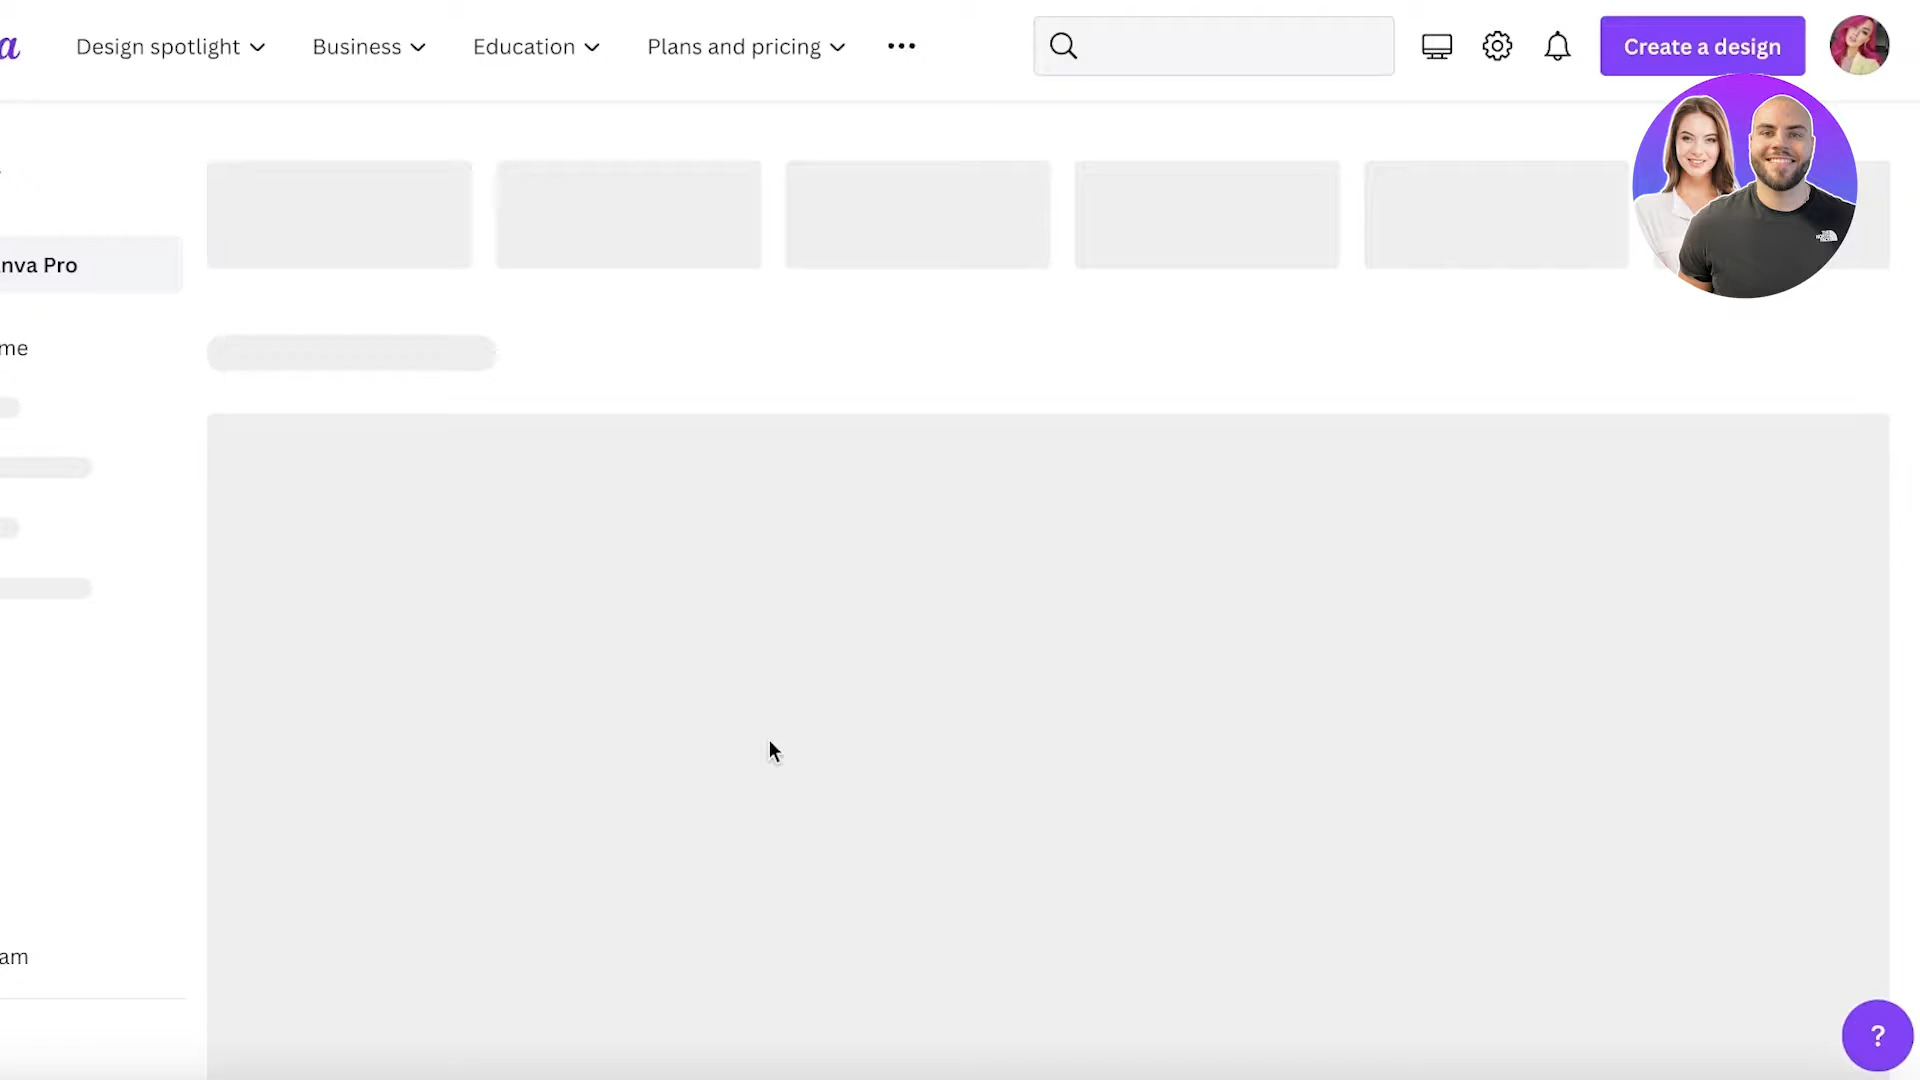 a Design spotlight Business Education Plans and pricing ••• Create a design
nva Pro
me
am
?